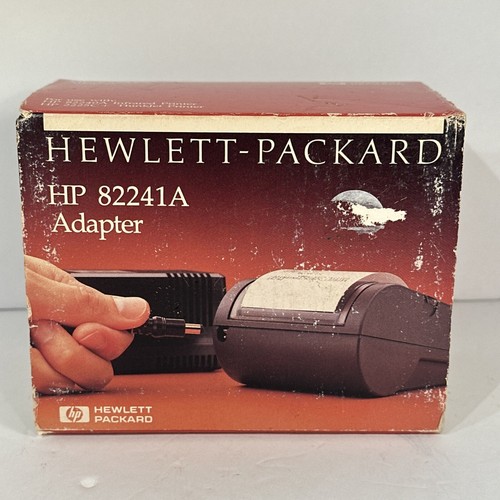 HEWLETT-PACKARD
HP 82241A
Adapter
hp HEWLETT
PACKARD